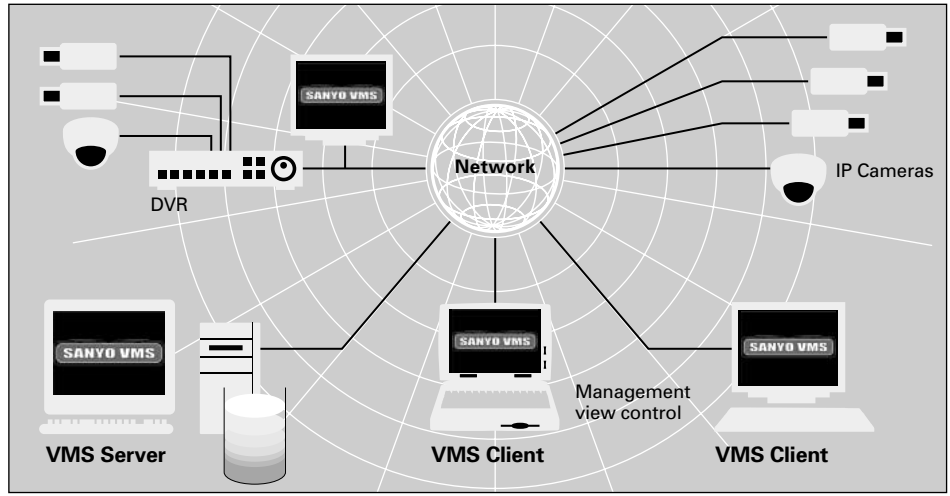 SANYO VMS
Network
IP Cameras
DVR
SANYO VMS
SANYO VMS
SANYO VMS
Management
view control
VMS Server
VMS Client
VMS Client